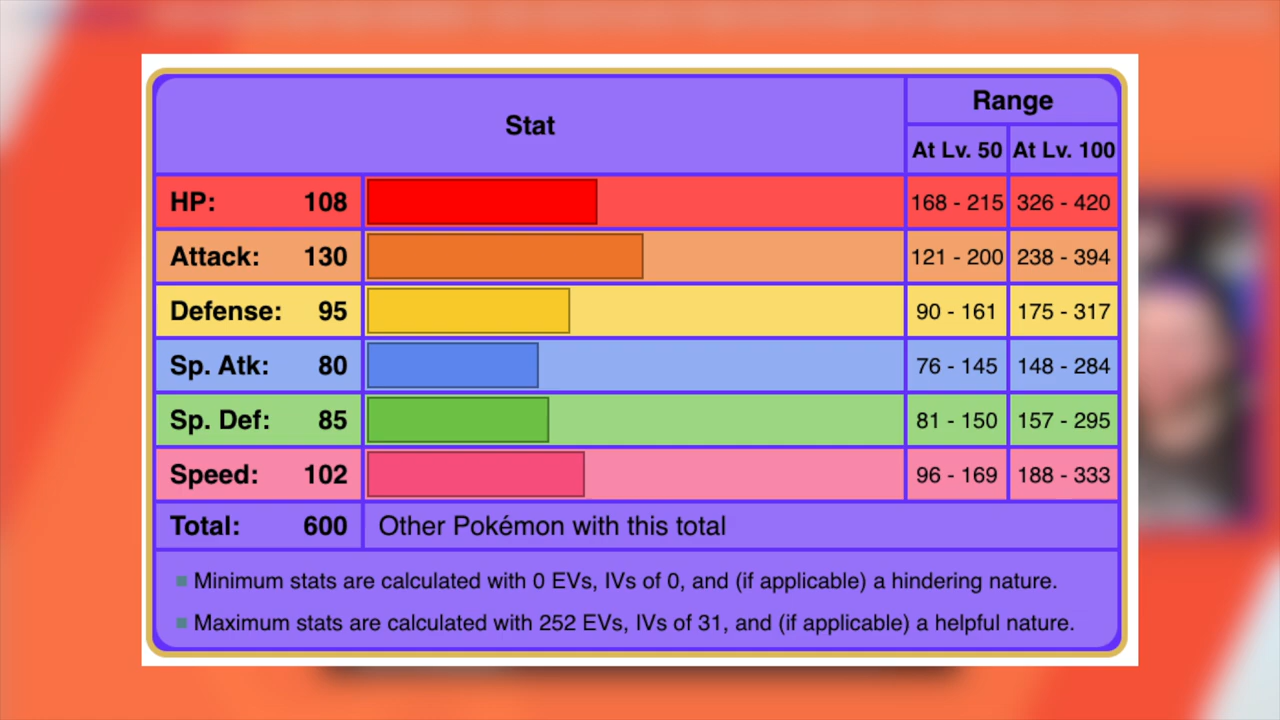 Stat Range
At Lv. 50 At Lv. 100
HP: 108 168 - 215 326 - 420
Attack: 130 121 - 200 238 - 394
Defense: 95 90 - 161 175 - 317
Sp. Atk: 80 76 - 145 148 - 284
Sp. Def: 85 81 - 150 157 - 295
Speed: 102 96 - 169 188 - 333
Total: 600 Other Pokémon with this total
Minimum stats are calculated with 0 EVs, IVs of 0, and (if applicable) a hindering nature.
Maximum stats are calculated with 252 EVs, IVs of 31, and (if applicable) a helpful nature.